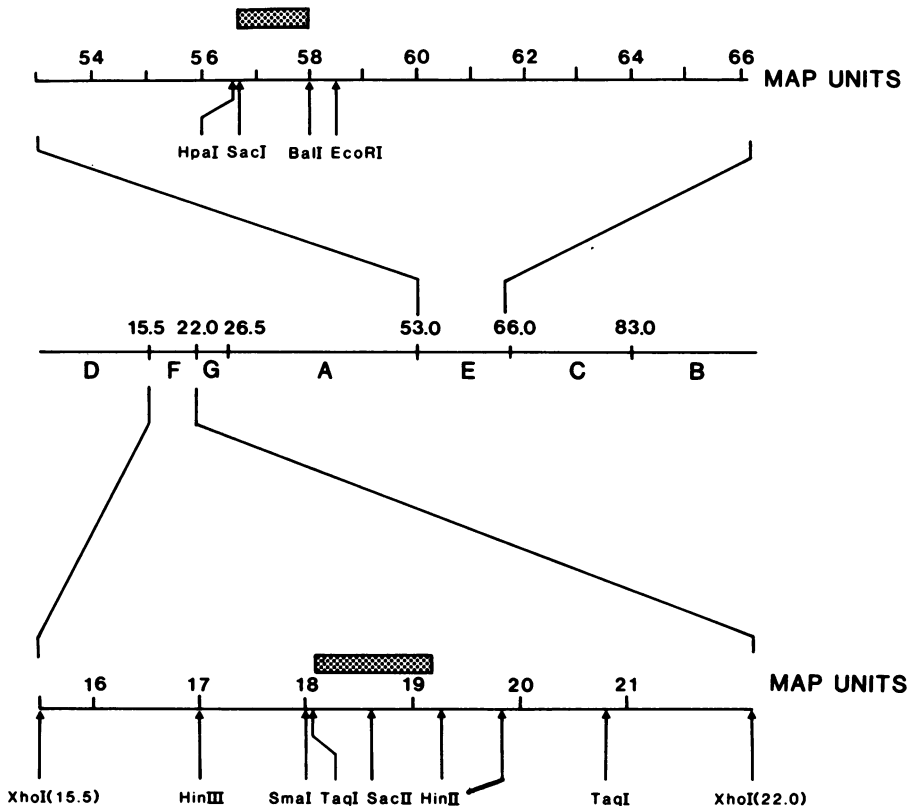 54 56 58 60 62 64 66 MAP UNITS
HpaI SacI BalI EcoRI
15.5 22.0 26.5 53.0 66.0 83.0
D F G A E C B
16 17 18 19 20 21 MAP UNITS
XhoI(15.5) HinIII SmaI TaqI SacII HinII TaqI XhoI(22.0)